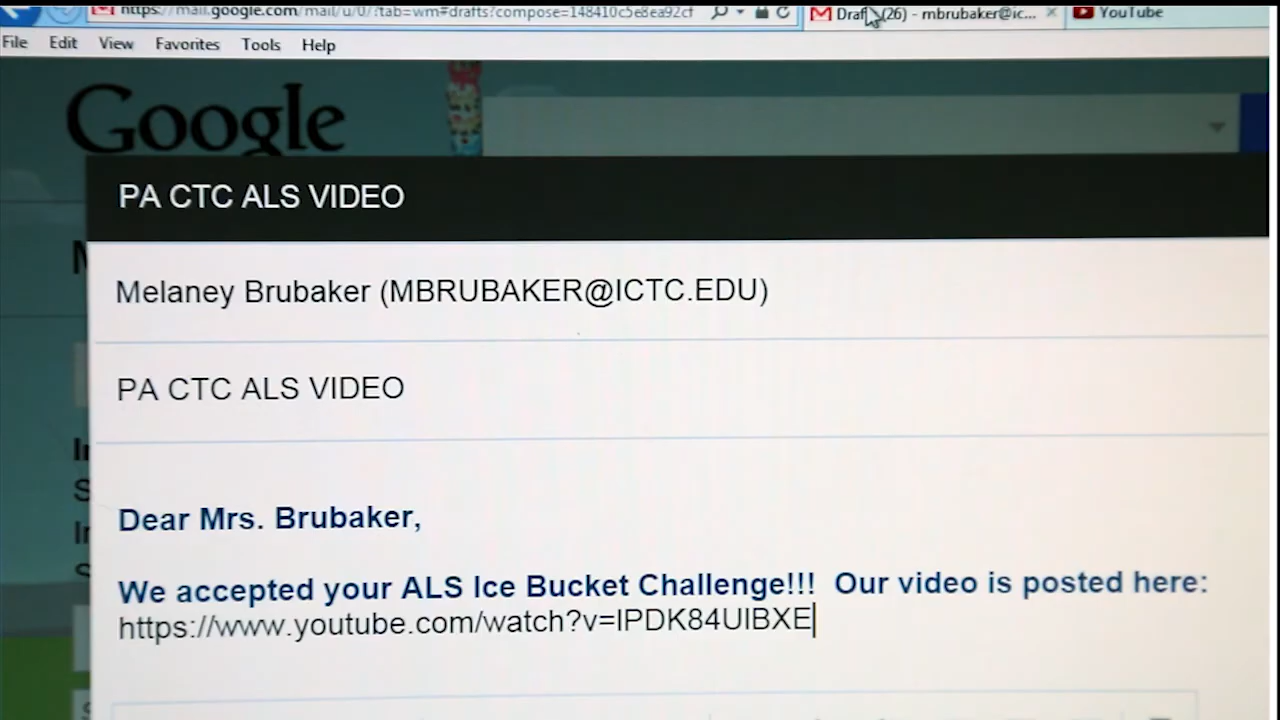 https://mail.google.com/mail/u/0/?tab=wm#drafts?compose=148410c5e8ea92cf
Drafts (26) - mbrubaker@ic...
YouTube
File Edit View Favorites Tools Help
Google
PA CTC ALS VIDEO
Melaney Brubaker (MBRUBAKER@ICTC.EDU)
PA CTC ALS VIDEO
Dear Mrs. Brubaker,
We accepted your ALS Ice Bucket Challenge!!! Our video is posted here:
https://www.youtube.com/watch?v=IPDK84UIBXE